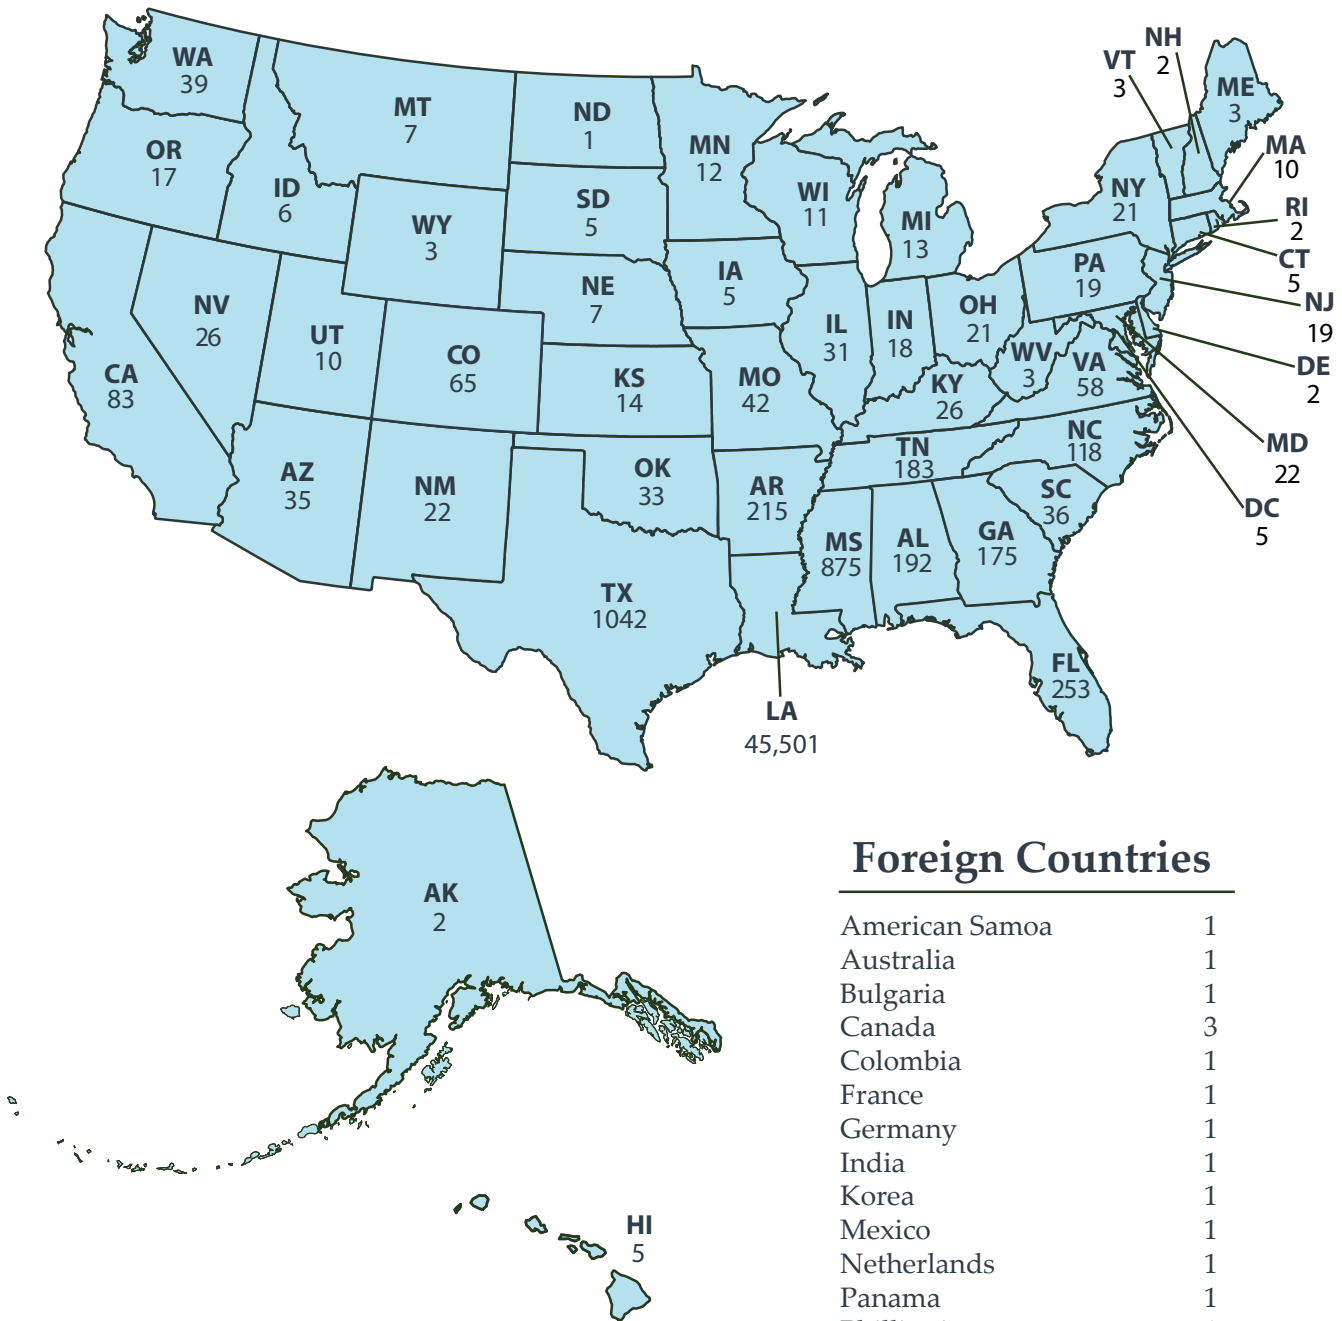 WA
39
OR
17
ID
6
MT
7
ND
1
MN
12
SD
5
WY
3
NE
7
IA
5
WI
11
MI
13
NV
26
UT
10
CO
65
CA
83
KS
14
MO
42
IL
31
IN
18
OH
21
PA
19
NY
21
VT
3
NH
2
ME
3
MA
10
RI
2
CT
5
NJ
19
DE
2
MD
22
DC
5
WV
3
VA
58
KY
26
NC
118
TN
183
SC
36
AZ
35
NM
22
OK
33
AR
215
MS
875
AL
192
GA
175
TX
1042
FL
253
LA
45,501
AK
2
HI
5
Foreign Countries
American Samoa 1
Australia 1
Bulgaria 1
Canada 3
Colombia 1
France 1
Germany 1
India 1
Korea 1
Mexico 1
Netherlands 1
Panama 1